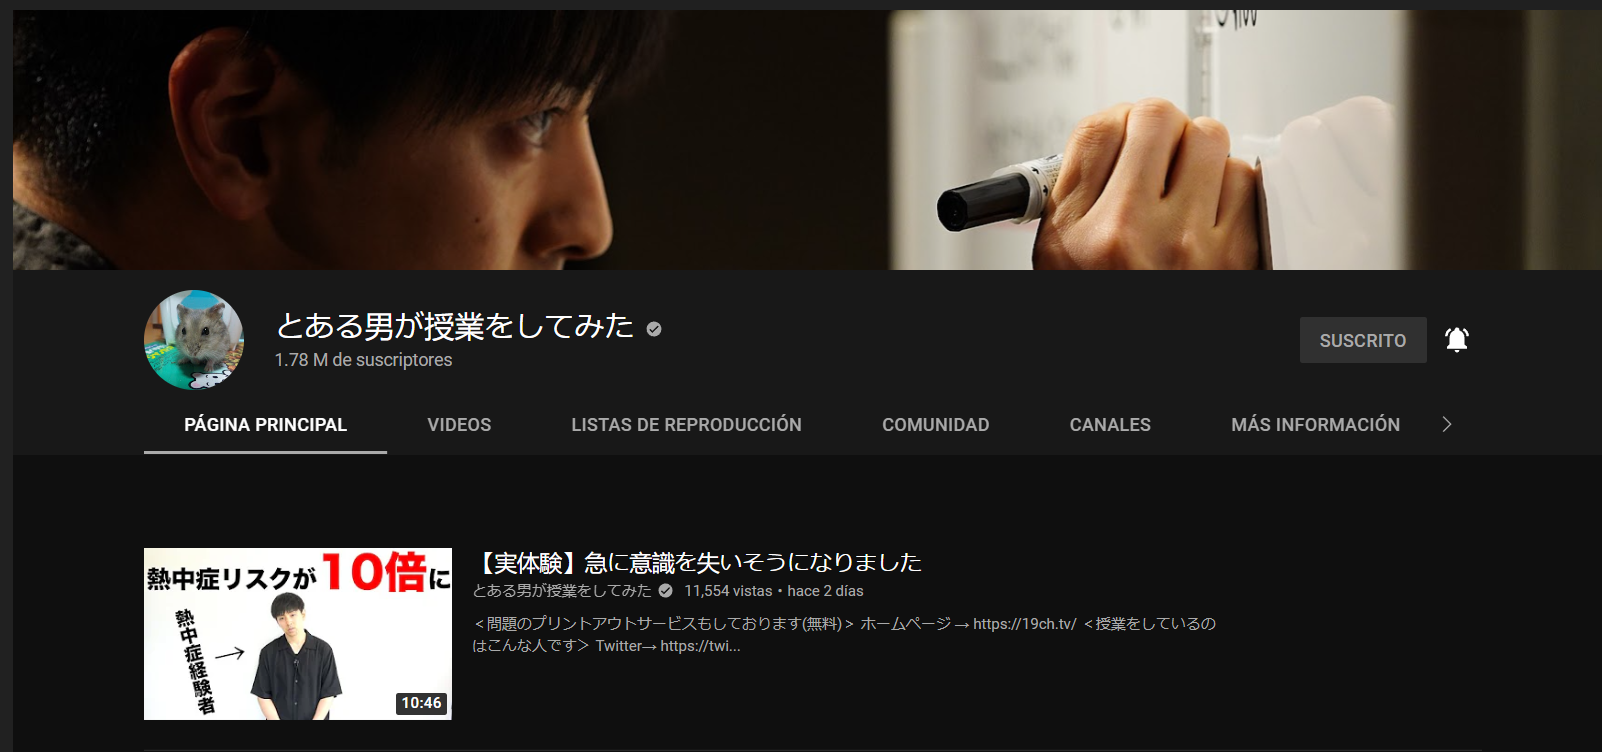 とある男が授業をしてみた
1.78 M de suscriptores
SUSCRITO
PÁGINA PRINCIPAL
VIDEOS
LISTAS DE REPRODUCCIÓN
COMUNIDAD
CANALES
MÁS INFORMACIÓN
熱中症リスクが10倍に
熱中症経験者
10:46
【実体験】急に意識を失いそうになりました
とある男が授業をしてみた 11,554 vistas • hace 2 días
＜問題のプリントアウトサービスもしております(無料)＞ ホームページ → https://19ch.tv/ ＜授業をしているの
はこんな人です＞ Twitter→ https://twi...